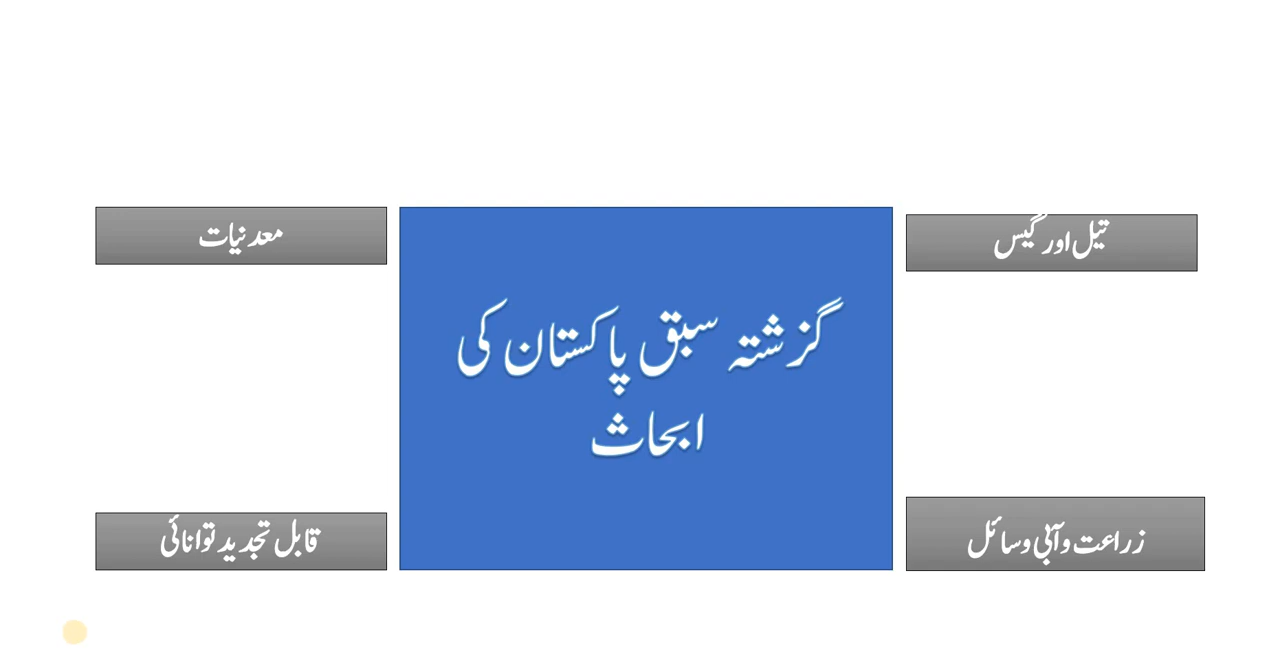 تیل اور گیس
معدنیات
گزشتہ سبق پاکستان کی
ابحاث
زراعت و آبی وسائل
قابل تجدید توانائی